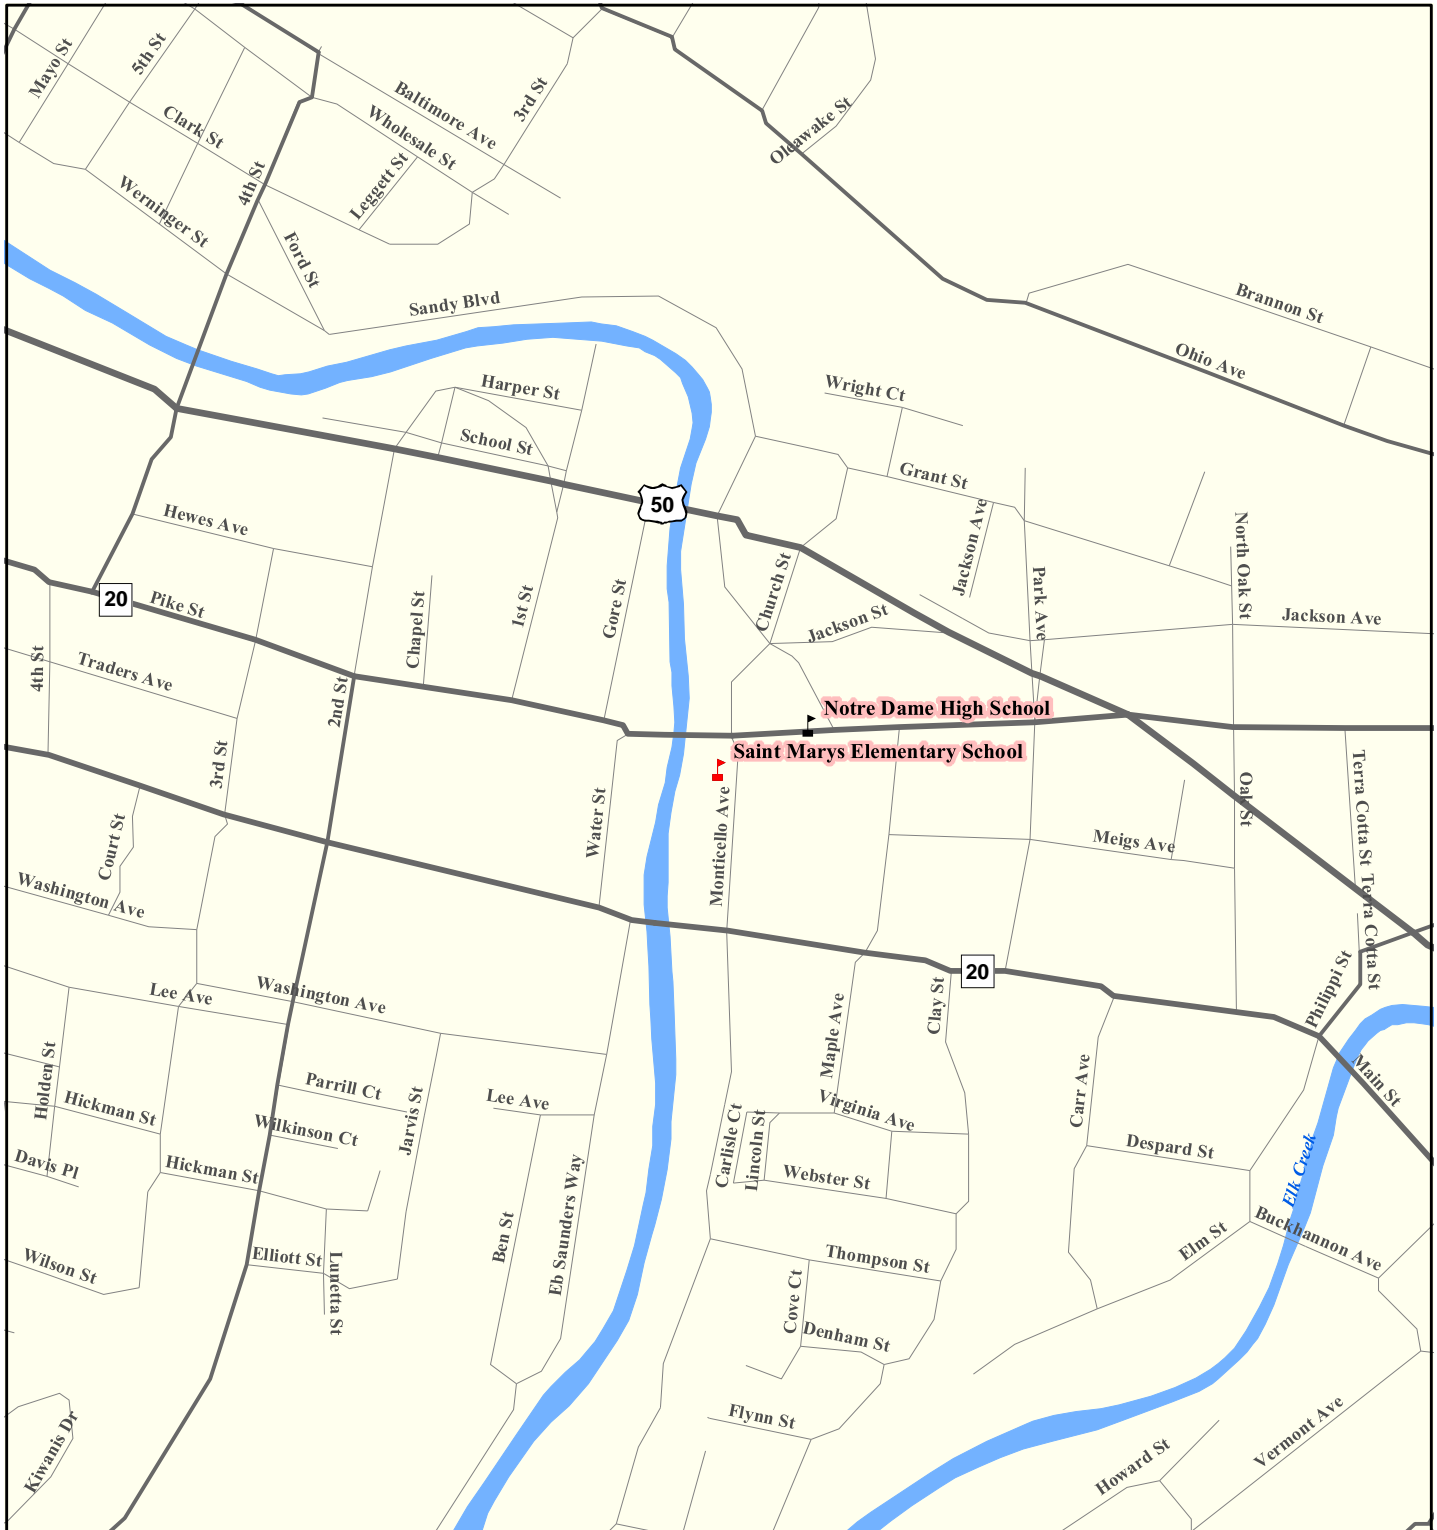 Mayo St
5th St
Baltimore Ave
3rd St
Wholesale St
Clark St
Oleawake St
Leggett St
4th St
Werninger St
Ford St
Sandy Blvd
Brannon St
Ohio Ave
Harper St
Wright Ct
School St
Grant St
50
Hewes Ave
Jackson Ave
North Oak St
Church St
Park Ave
20
Pike St
Chapel St
1st St
Gore St
Jackson St
Jackson Ave
4th St
Traders Ave
2nd St
Notre Dame High School
3rd St
Saint Marys Elementary School
Court St
Water St
Monticello Ave
Oak St
Terra Cotta St
Meigs Ave
Washington Ave
Terra Cotta St
20
Lee Ave
Washington Ave
Clay St
Philippi St
Maple Ave
Holden St
Parrill Ct
Lee Ave
Carr Ave
Main St
Hickman St
Wilkinson Ct
Jarvis St
Virginia Ave
Carlisle Ct
Lincoln St
Despard St
Davis Pl
Hickman St
Webster St
Elk Creek
Eb Saunders Way
Ben St
Buckhannon Ave
Elm St
Wilson St
Elliott St
Lunetta St
Thompson St
Cove Ct
Denham St
Flynn St
Kiwanis Dr
Vermont Ave
Howard St